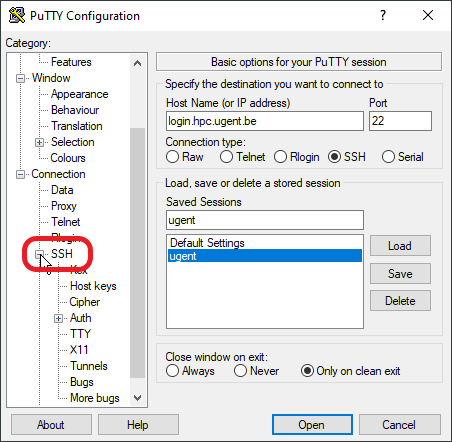 PuTTY Configuration
?
Category:
Features
Window
Appearance
Behaviour
Translation
Selection
Colours
Connection
Data
Proxy
Telnet
Rlogin
SSH
Kex
Host keys
Cipher
Auth
TTY
X11
Tunnels
Bugs
More bugs
Basic options for your PuTTY session
Specify the destination you want to connect to
Host Name (or IP address) Port
login.hpc.ugent.be 22
Connection type:
Raw Telnet Rlogin SSH Serial
Load, save or delete a stored session
Saved Sessions
ugent
Default Settings
ugent
Load
Save
Delete
Close window on exit:
Always Never Only on clean exit
About Help Open Cancel